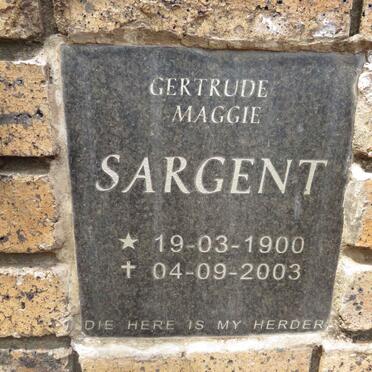 GERTRUDE
MAGGIE
SARGENT
★ 19-03-1900
✝ 04-09-2003
DIE HERE IS MY HERDER